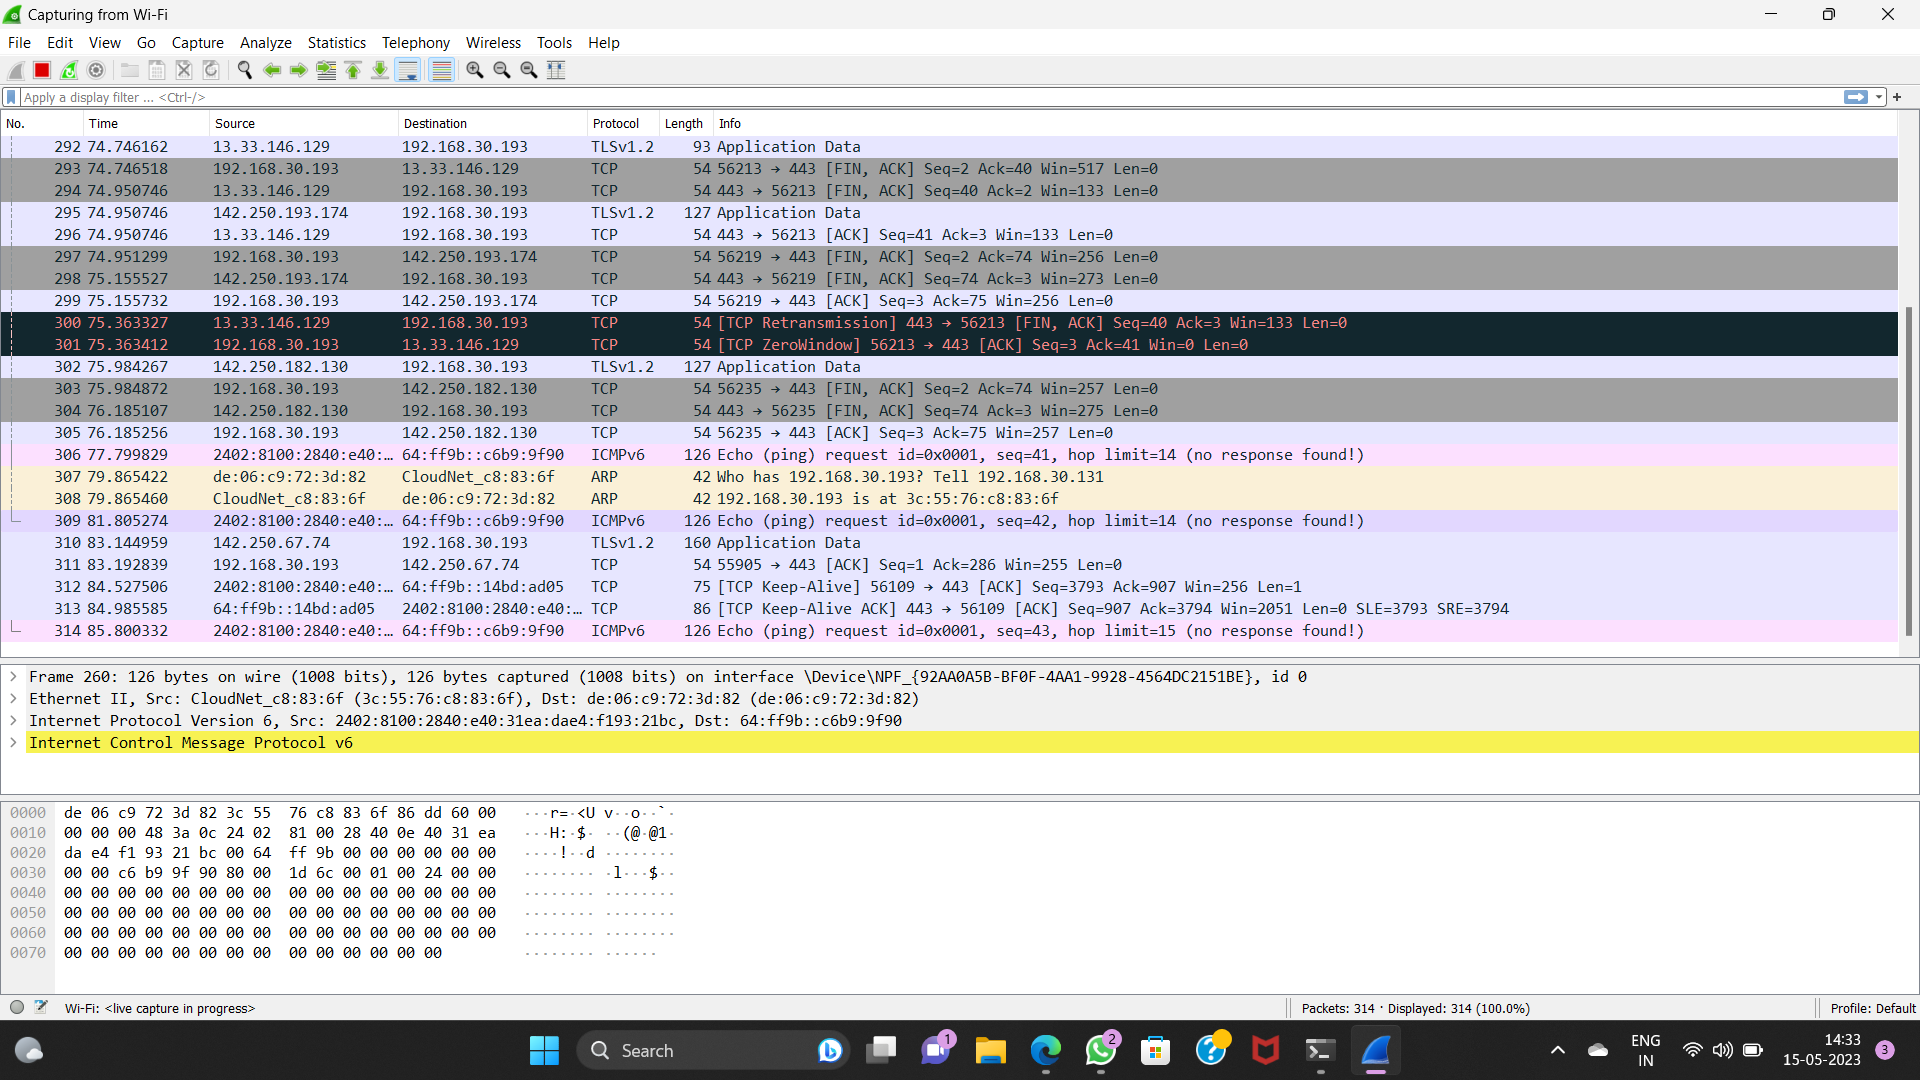 Capturing from Wi-Fi
File Edit View Go Capture Analyze Statistics Telephony Wireless Tools Help
Apply a display filter ... <Ctrl-/>
No. Time Source Destination Protocol Length Info
292 74.746162 13.33.146.129 192.168.30.193 TLSv1.2 93 Application Data
293 74.746518 192.168.30.193 13.33.146.129 TCP 54 56213 → 443 [FIN, ACK] Seq=2 Ack=40 Win=517 Len=0
294 74.950746 13.33.146.129 192.168.30.193 TCP 54 443 → 56213 [FIN, ACK] Seq=40 Ack=2 Win=133 Len=0
295 74.950746 142.250.193.174 192.168.30.193 TLSv1.2 127 Application Data
296 74.950746 13.33.146.129 192.168.30.193 TCP 54 443 → 56213 [ACK] Seq=41 Ack=3 Win=133 Len=0
297 74.951299 192.168.30.193 142.250.193.174 TCP 54 56219 → 443 [FIN, ACK] Seq=2 Ack=74 Win=256 Len=0
298 75.155527 142.250.193.174 192.168.30.193 TCP 54 443 → 56219 [FIN, ACK] Seq=74 Ack=3 Win=273 Len=0
299 75.155732 192.168.30.193 142.250.193.174 TCP 54 56219 → 443 [ACK] Seq=3 Ack=75 Win=256 Len=0
300 75.363327 13.33.146.129 192.168.30.193 TCP 54 [TCP Retransmission] 443 → 56213 [FIN, ACK] Seq=40 Ack=3 Win=133 Len=0
301 75.363412 192.168.30.193 13.33.146.129 TCP 54 [TCP ZeroWindow] 56213 → 443 [ACK] Seq=3 Ack=41 Win=0 Len=0
302 75.984267 142.250.182.130 192.168.30.193 TLSv1.2 127 Application Data
303 75.984872 192.168.30.193 142.250.182.130 TCP 54 56235 → 443 [FIN, ACK] Seq=2 Ack=74 Win=257 Len=0
304 76.185107 142.250.182.130 192.168.30.193 TCP 54 443 → 56235 [FIN, ACK] Seq=74 Ack=3 Win=275 Len=0
305 76.185256 192.168.30.193 142.250.182.130 TCP 54 56235 → 443 [ACK] Seq=3 Ack=75 Win=257 Len=0
306 77.799829 2402:8100:2840:e40:… 64:ff9b::c6b9:9f90 ICMPv6 126 Echo (ping) request id=0x0001, seq=41, hop limit=14 (no response found!)
307 79.865422 de:06:c9:72:3d:82 CloudNet_c8:83:6f ARP 42 Who has 192.168.30.193? Tell 192.168.30.131
308 79.865460 CloudNet_c8:83:6f de:06:c9:72:3d:82 ARP 42 192.168.30.193 is at 3c:55:76:c8:83:6f
309 81.805274 2402:8100:2840:e40:… 64:ff9b::c6b9:9f90 ICMPv6 126 Echo (ping) request id=0x0001, seq=42, hop limit=14 (no response found!)
310 83.144959 142.250.67.74 192.168.30.193 TLSv1.2 160 Application Data
311 83.192839 192.168.30.193 142.250.67.74 TCP 54 55905 → 443 [ACK] Seq=1 Ack=286 Win=255 Len=0
312 84.527506 2402:8100:2840:e40:… 64:ff9b::14bd:ad05 TCP 75 [TCP Keep-Alive] 56109 → 443 [ACK] Seq=3793 Ack=907 Win=256 Len=1
313 84.985585 64:ff9b::14bd:ad05 2402:8100:2840:e40:… TCP 86 [TCP Keep-Alive ACK] 443 → 56109 [ACK] Seq=907 Ack=3794 Win=2051 Len=0 SLE=3793 SRE=3794
314 85.800332 2402:8100:2840:e40:… 64:ff9b::c6b9:9f90 ICMPv6 126 Echo (ping) request id=0x0001, seq=43, hop limit=15 (no response found!)
Frame 260: 126 bytes on wire (1008 bits), 126 bytes captured (1008 bits) on interface \Device\NPF_{92AA0A5B-BF0F-4AA1-9928-4564DC2151BE}, id 0
Ethernet II, Src: CloudNet_c8:83:6f (3c:55:76:c8:83:6f), Dst: de:06:c9:72:3d:82 (de:06:c9:72:3d:82)
Internet Protocol Version 6, Src: 2402:8100:2840:e40:31ea:dae4:f193:21bc, Dst: 64:ff9b::c6b9:9f90
Internet Control Message Protocol v6
0000 de 06 c9 72 3d 82 3c 55 76 c8 83 6f 86 dd 60 00 ···r=·<U v··o··`·
0010 00 00 00 48 3a 0c 24 02 81 00 28 40 0e 40 31 ea ···H:·$· ··(@·@1·
0020 da e4 f1 93 21 bc 00 64 ff 9b 00 00 00 00 00 00 ····!··d ········
0030 00 00 c6 b9 9f 90 80 00 1d 6c 00 01 00 24 00 00 ········ ·l···$··
0040 00 00 00 00 00 00 00 00 00 00 00 00 00 00 00 00 ········ ········
0050 00 00 00 00 00 00 00 00 00 00 00 00 00 00 00 00 ········ ········
0060 00 00 00 00 00 00 00 00 00 00 00 00 00 00 00 00 ········ ········
0070 00 00 00 00 00 00 00 00 00 00 00 00 00 00 ········ ······
Wi-Fi: <live capture in progress> Packets: 314 · Displayed: 314 (100.0%) Profile: Default
Search 1 2 ENG IN 14:33 15-05-2023 3